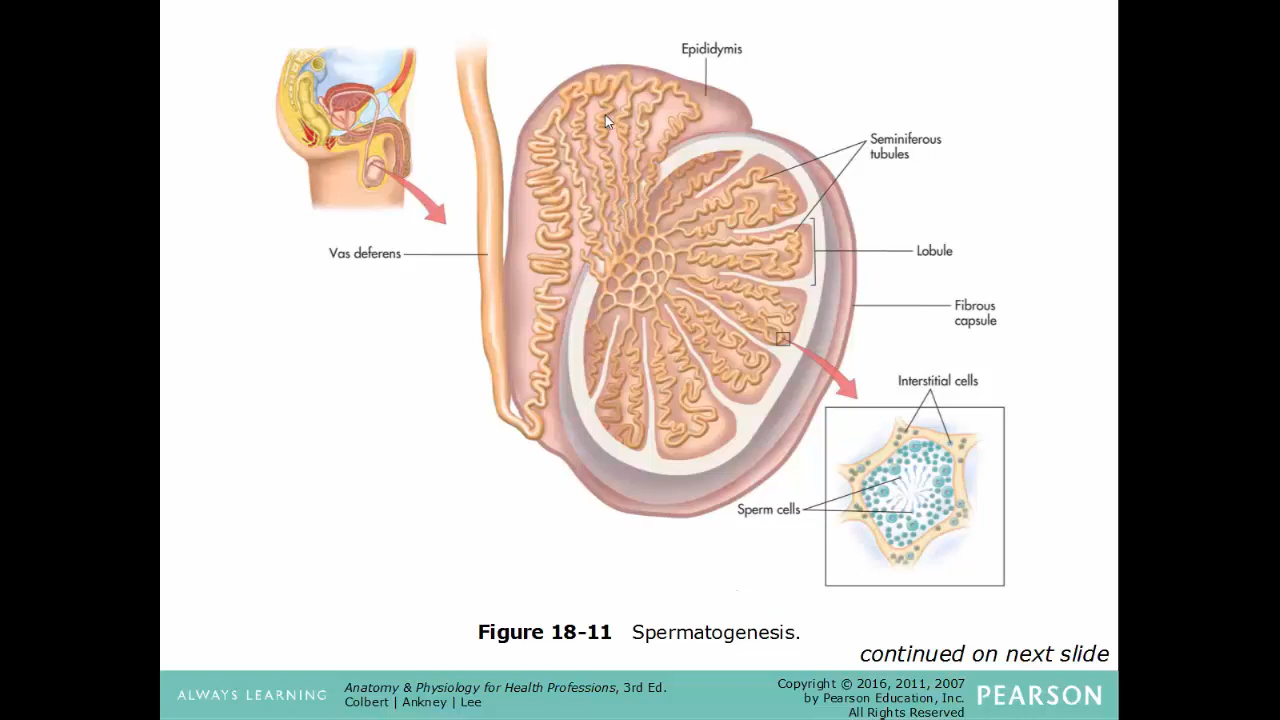 Epididymis
Seminiferous
tubules
Vas deferens
Lobule
Fibrous
capsule
Interstitial cells
Sperm cells
Figure 18-11 Spermatogenesis.
continued on next slide
ALWAYS LEARNING
Anatomy & Physiology for Health Professions, 3rd Ed.
Colbert | Ankney | Lee
Copyright © 2016, 2011, 2007
by Pearson Education, Inc.
All Rights Reserved
PEARSON